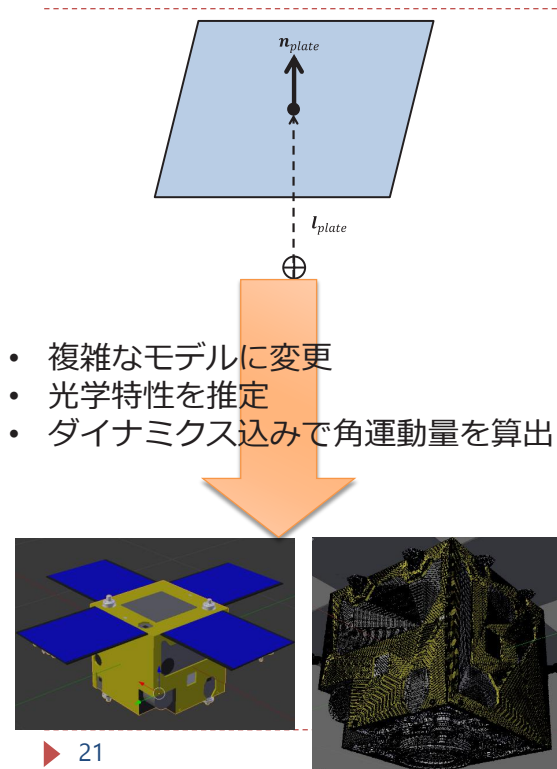 n_plate
l_plate
• 複雑なモデルに変更
• 光学特性を推定
• ダイナミクス込みで角運動量を算出
21